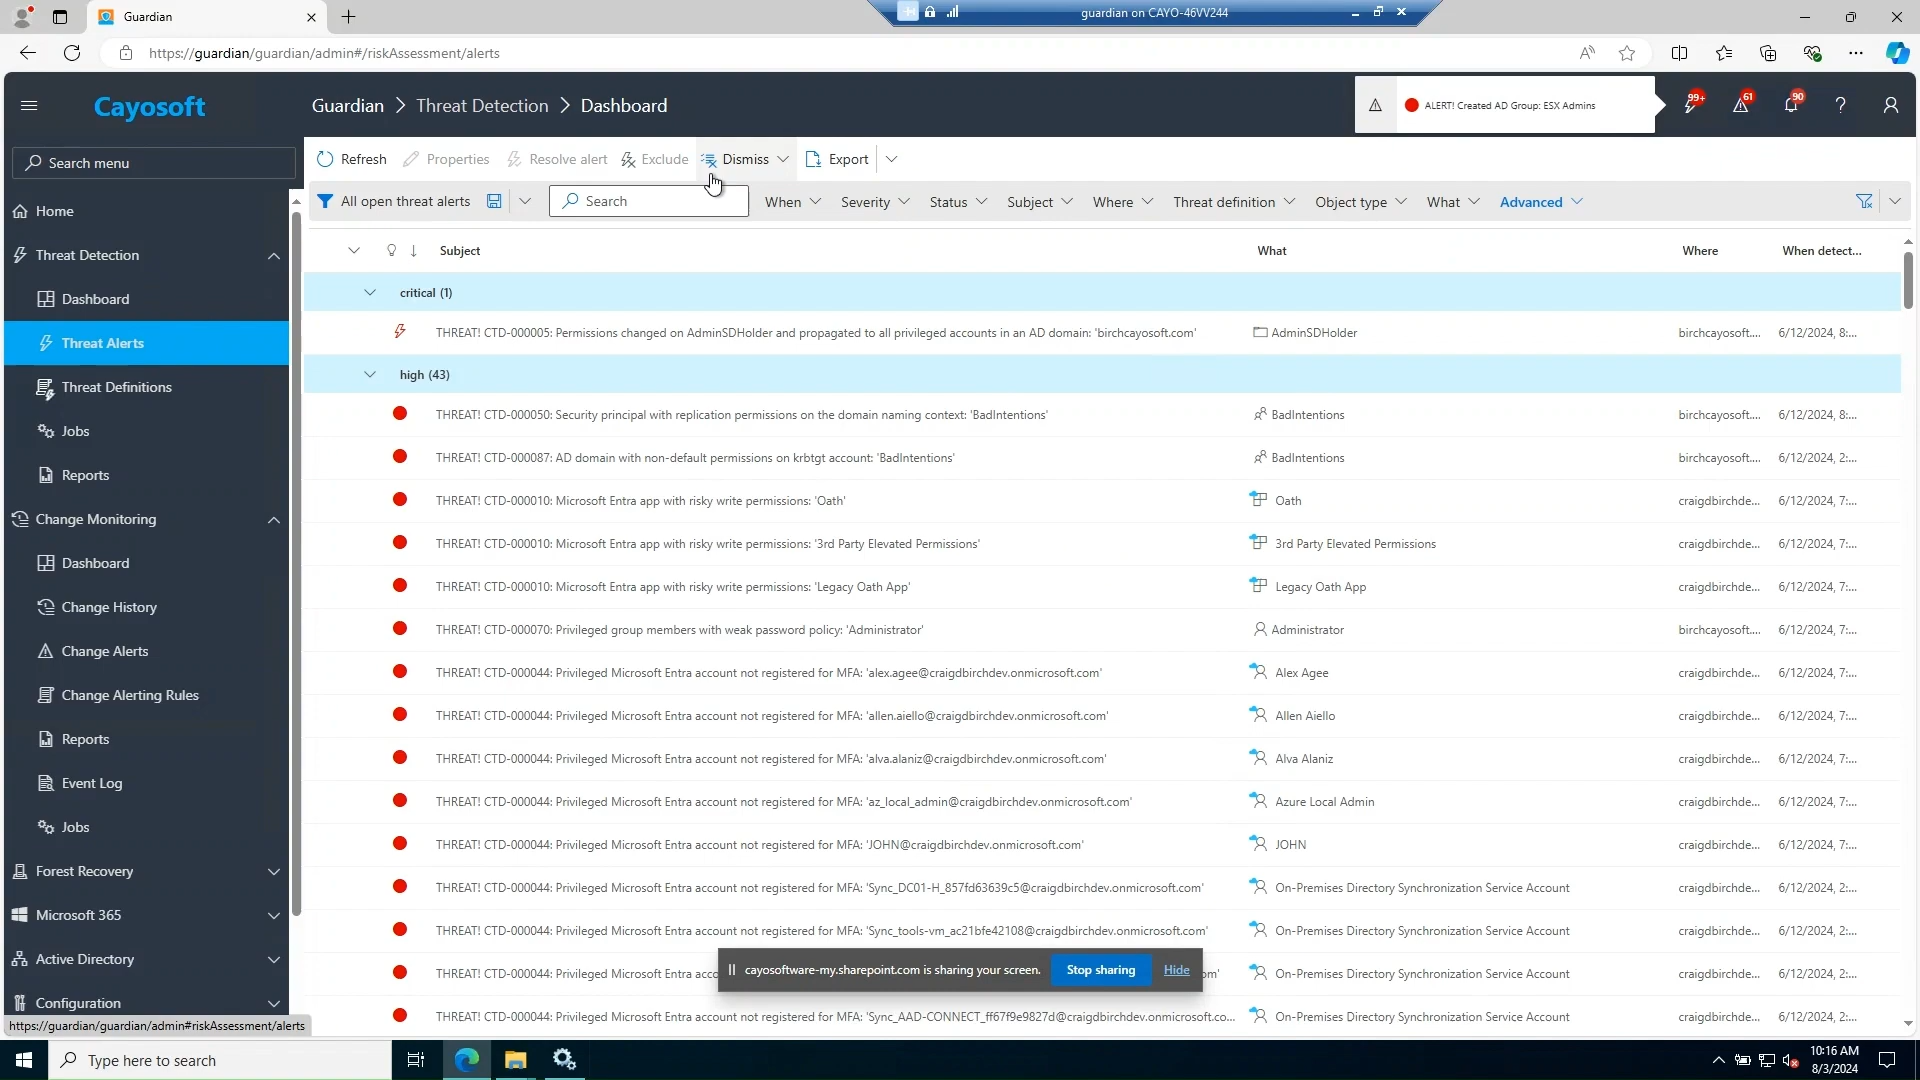 Guardian
guardian on CAYO-46VV244
https://guardian/guardian/admin#/riskAssessment/alerts
Cayosoft
Guardian > Threat Detection > Dashboard
ALERT! Created AD Group: ESX Admins
99+
61
90
Search menu
Home
Threat Detection
Dashboard
Threat Alerts
Threat Definitions
Jobs
Reports
Change Monitoring
Dashboard
Change History
Change Alerts
Change Alerting Rules
Reports
Event Log
Jobs
Forest Recovery
Microsoft 365
Active Directory
Configuration
https://guardian/guardian/admin#riskAssessment/alerts
Refresh Properties Resolve alert Exclude Dismiss Export
All open threat alerts Search When Severity Status Subject Where Threat definition Object type What Advanced
Subject What Where When detect...
critical (1)
THREAT! CTD-000005: Permissions changed on AdminSDHolder and propagated to all privileged accounts in an AD domain: 'birchcayosoft.com' AdminSDHolder birchcayosoft.... 6/12/2024, 8:...
high (43)
THREAT! CTD-000050: Security principal with replication permissions on the domain naming context: 'BadIntentions' BadIntentions birchcayosoft.... 6/12/2024, 8:...
THREAT! CTD-000087: AD domain with non-default permissions on krbtgt account: 'BadIntentions' BadIntentions birchcayosoft.... 6/12/2024, 2:...
THREAT! CTD-000010: Microsoft Entra app with risky write permissions: 'Oath' Oath craigdbirchde... 6/12/2024, 7:...
THREAT! CTD-000010: Microsoft Entra app with risky write permissions: '3rd Party Elevated Permissions' 3rd Party Elevated Permissions craigdbirchde... 6/12/2024, 7:...
THREAT! CTD-000010: Microsoft Entra app with risky write permissions: 'Legacy Oath App' Legacy Oath App craigdbirchde... 6/12/2024, 7:...
THREAT! CTD-000070: Privileged group members with weak password policy: 'Administrator' Administrator birchcayosoft.... 6/12/2024, 7:...
THREAT! CTD-000044: Privileged Microsoft Entra account not registered for MFA: 'alex.agee@craigdbirchdev.onmicrosoft.com' Alex Agee craigdbirchde... 6/12/2024, 7:...
THREAT! CTD-000044: Privileged Microsoft Entra account not registered for MFA: 'allen.aiello@craigdbirchdev.onmicrosoft.com' Allen Aiello craigdbirchde... 6/12/2024, 7:...
THREAT! CTD-000044: Privileged Microsoft Entra account not registered for MFA: 'alva.alaniz@craigdbirchdev.onmicrosoft.com' Alva Alaniz craigdbirchde... 6/12/2024, 7:...
THREAT! CTD-000044: Privileged Microsoft Entra account not registered for MFA: 'az_local_admin@craigdbirchdev.onmicrosoft.com' Azure Local Admin craigdbirchde... 6/12/2024, 7:...
THREAT! CTD-000044: Privileged Microsoft Entra account not registered for MFA: 'JOHN@craigdbirchdev.onmicrosoft.com' JOHN craigdbirchde... 6/12/2024, 7:...
THREAT! CTD-000044: Privileged Microsoft Entra account not registered for MFA: 'Sync_DC01-H_857fd63639c5@craigdbirchdev.onmicrosoft.com' On-Premises Directory Synchronization Service Account craigdbirchde... 6/12/2024, 2:...
THREAT! CTD-000044: Privileged Microsoft Entra account not registered for MFA: 'Sync_tools-vm_ac21bfe42108@craigdbirchdev.onmicrosoft.com' On-Premises Directory Synchronization Service Account craigdbirchde... 6/12/2024, 2:...
THREAT! CTD-000044: Privileged Microsoft Entra acco om' On-Premises Directory Synchronization Service Account craigdbirchde... 6/12/2024, 2:...
cayosoftware-my.sharepoint.com is sharing your screen. Stop sharing Hide
THREAT! CTD-000044: Privileged Microsoft Entra account not registered for MFA: 'Sync_AAD-CONNECT_ff67f9e9827d@craigdbirchdev.onmicrosoft.co... On-Premises Directory Synchronization Service Account craigdbirchde... 6/12/2024, 2:...
Type here to search
10:16 AM
8/3/2024